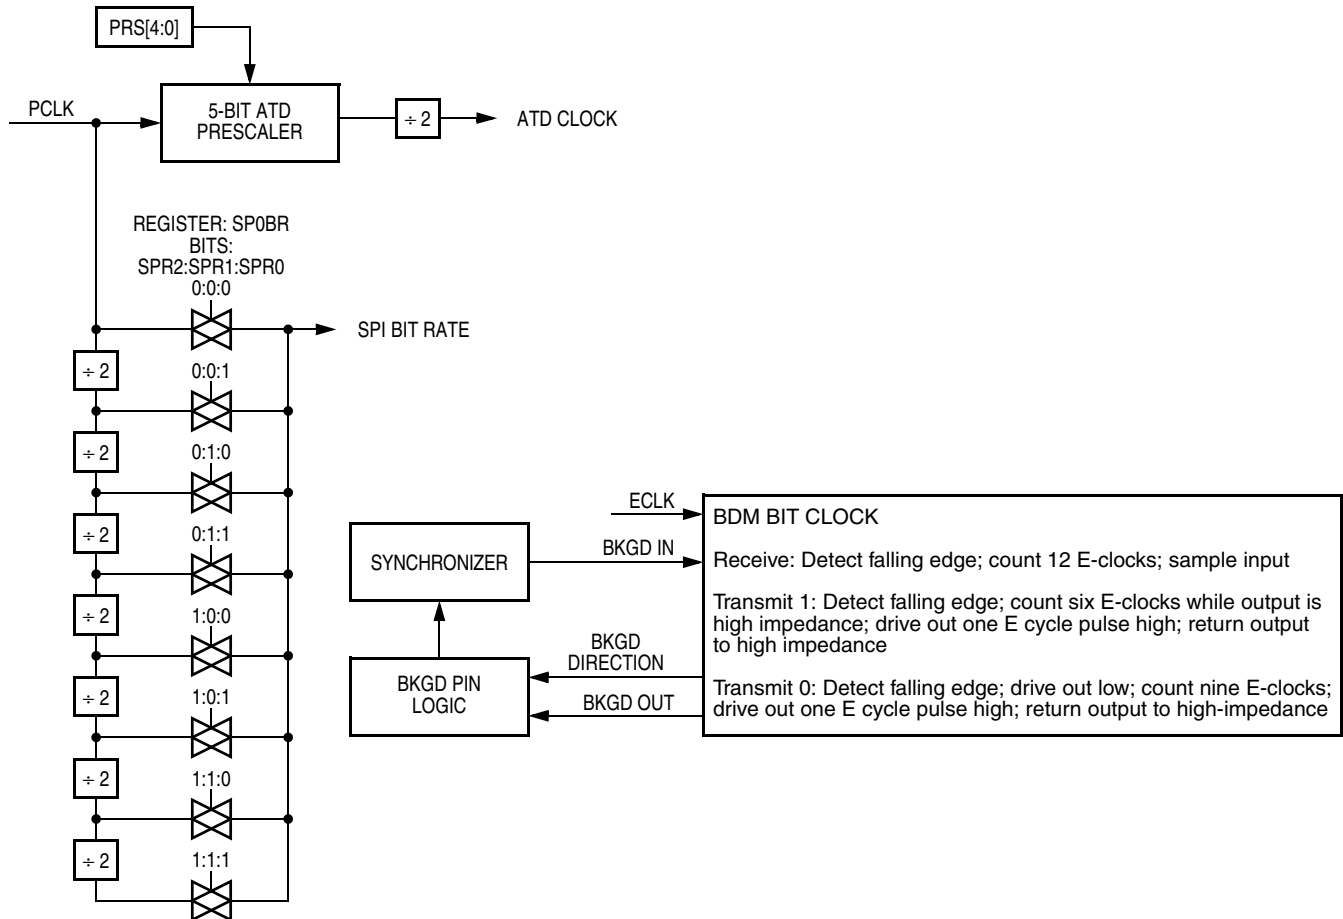 PRS[4:0]
PCLK
5-BIT ATD
PRESCALER
÷ 2
ATD CLOCK
REGISTER: SP0BR
BITS:
SPR2:SPR1:SPR0
0:0:0
SPI BIT RATE
÷ 2
0:0:1
÷ 2
0:1:0
÷ 2
0:1:1
÷ 2
1:0:0
÷ 2
1:0:1
÷ 2
1:1:0
÷ 2
1:1:1
SYNCHRONIZER
BKGD PIN
LOGIC
ECLK
BKGD IN
BKGD
DIRECTION
BKGD OUT
BDM BIT CLOCK
Receive: Detect falling edge; count 12 E-clocks; sample input
Transmit 1: Detect falling edge; count six E-clocks while output is
high impedance; drive out one E cycle pulse high; return output
to high impedance
Transmit 0: Detect falling edge; drive out low; count nine E-clocks;
drive out one E cycle pulse high; return output to high-impedance